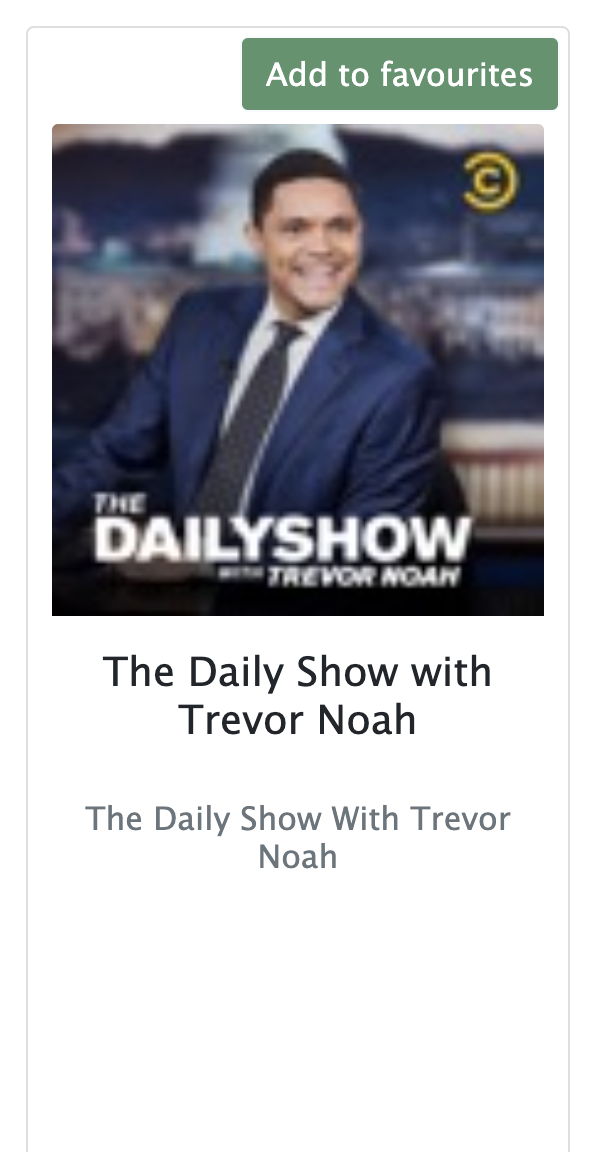 Add to favourites
THE
DAILYSHOW
WITH TREVOR NOAH
The Daily Show with
Trevor Noah
The Daily Show With Trevor
Noah